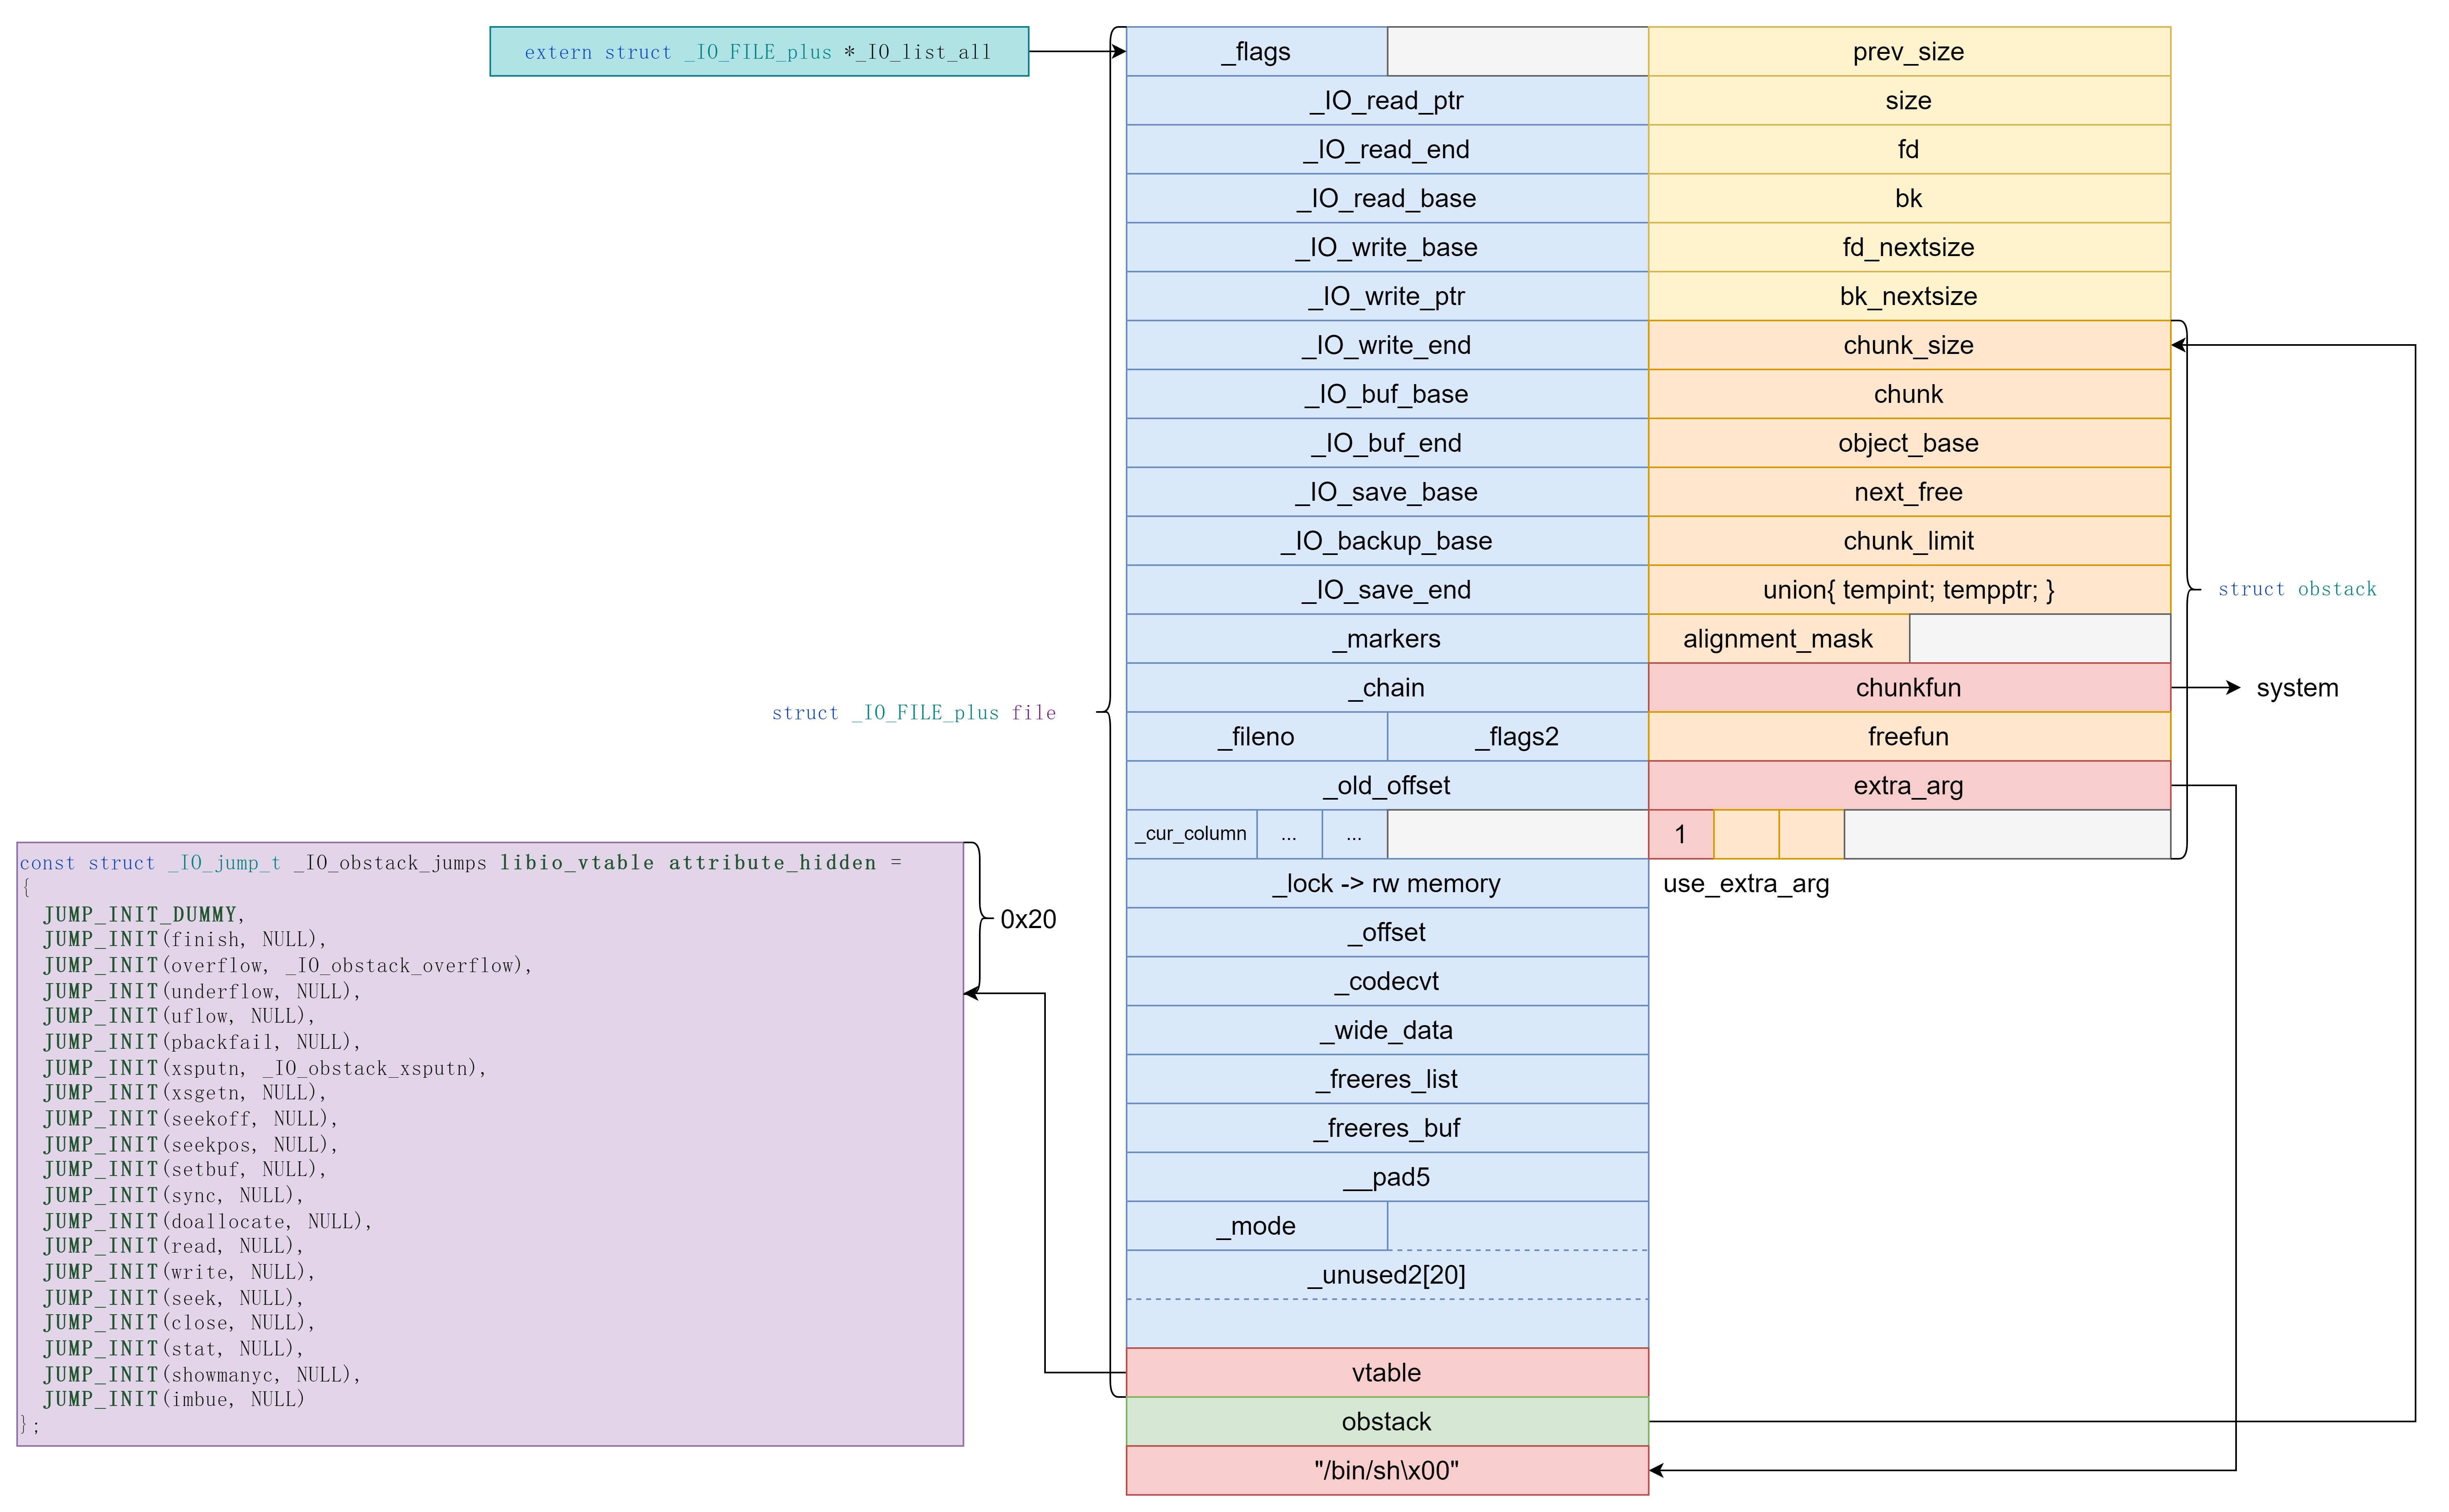 extern struct _IO_FILE_plus *_IO_list_all
_flags
prev_size
_IO_read_ptr
size
_IO_read_end
fd
_IO_read_base
bk
_IO_write_base
fd_nextsize
_IO_write_ptr
bk_nextsize
_IO_write_end
chunk_size
_IO_buf_base
chunk
_IO_buf_end
object_base
_IO_save_base
next_free
_IO_backup_base
chunk_limit
_IO_save_end
union{ tempint; tempptr; }
struct obstack
_markers
alignment_mask
_chain
chunkfun
system
struct _IO_FILE_plus file
_fileno
_flags2
freefun
_old_offset
extra_arg
_cur_column
...
...
1
_lock -> rw memory
use_extra_arg
_offset
_codecvt
_wide_data
_freeres_list
_freeres_buf
__pad5
_mode
_unused2[20]
vtable
obstack
"/bin/sh\x00"
const struct _IO_jump_t _IO_obstack_jumps libio_vtable attribute_hidden =
{
JUMP_INIT_DUMMY,
JUMP_INIT(finish, NULL),
JUMP_INIT(overflow, _IO_obstack_overflow),
JUMP_INIT(underflow, NULL),
JUMP_INIT(uflow, NULL),
JUMP_INIT(pbackfail, NULL),
JUMP_INIT(xsputn, _IO_obstack_xsputn),
JUMP_INIT(xsgetn, NULL),
JUMP_INIT(seekoff, NULL),
JUMP_INIT(seekpos, NULL),
JUMP_INIT(setbuf, NULL),
JUMP_INIT(sync, NULL),
JUMP_INIT(doallocate, NULL),
JUMP_INIT(read, NULL),
JUMP_INIT(write, NULL),
JUMP_INIT(seek, NULL),
JUMP_INIT(close, NULL),
JUMP_INIT(stat, NULL),
JUMP_INIT(showmanyc, NULL),
JUMP_INIT(imbue, NULL)
};
0x20